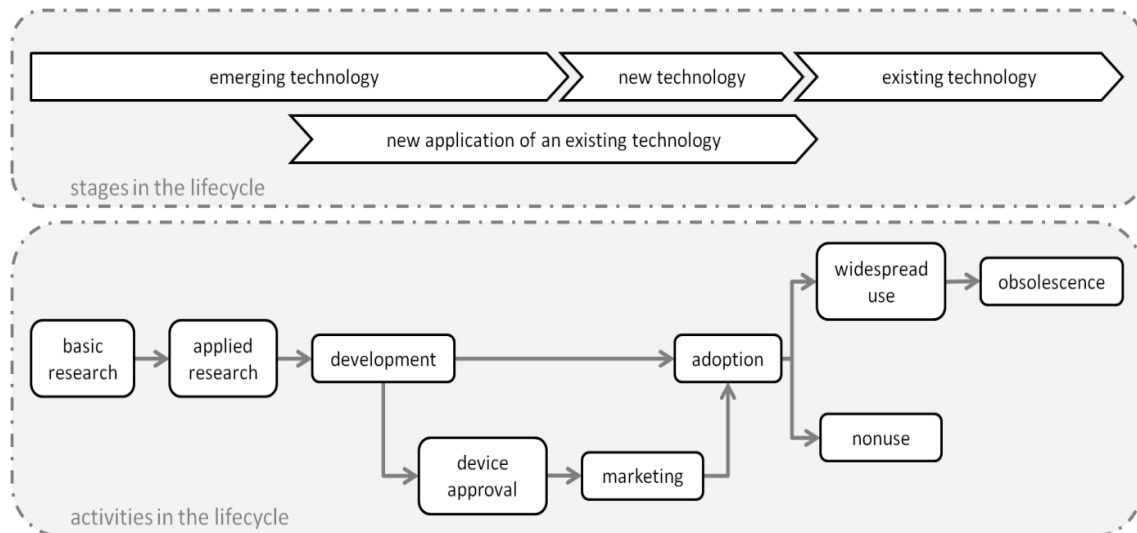 emerging technology
new technology
existing technology
new application of an existing technology
stages in the lifecycle
widespread
use
obsolescence
basic
research
applied
research
development
adoption
nonuse
device
approval
marketing
activities in the lifecycle